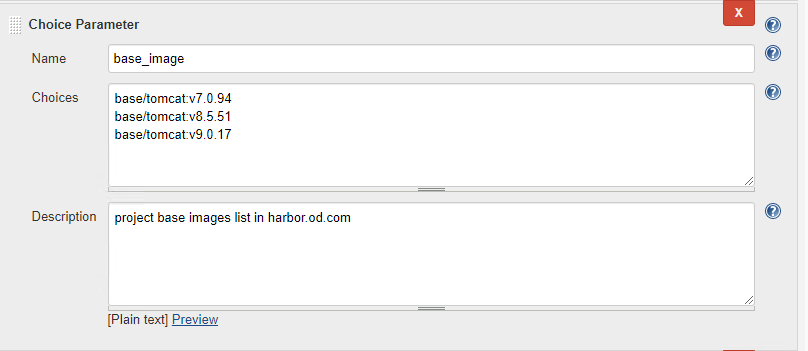 X
Choice Parameter
Name
base_image
Choices
base/tomcat:v7.0.94
base/tomcat:v8.5.51
base/tomcat:v9.0.17
Description
project base images list in harbor.od.com
[Plain text] Preview